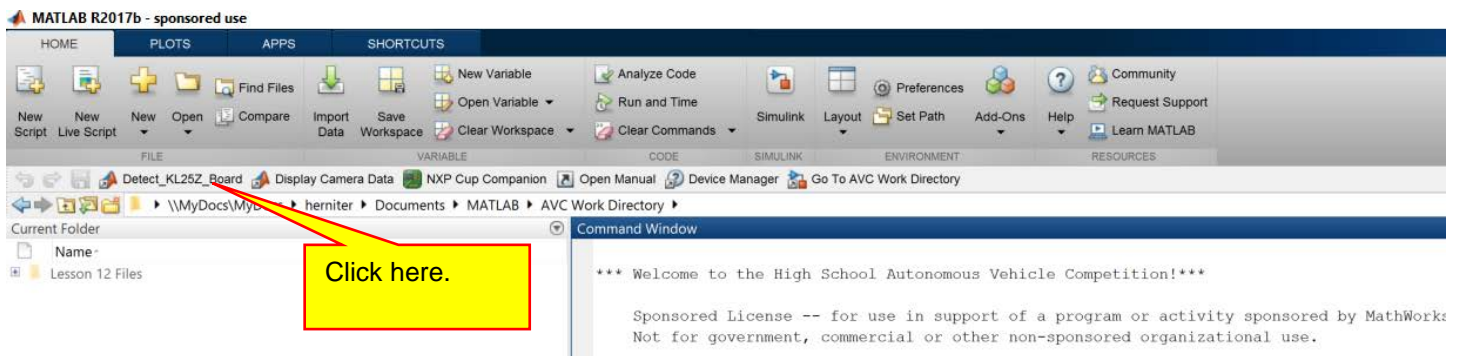 MATLAB R2017b - sponsored use
HOME PLOTS APPS SHORTCUTS
New Script
New Live Script
New
Open
Find Files
Compare
Import Data
Save Workspace
New Variable
Open Variable
Clear Workspace
Analyze Code
Run and Time
Clear Commands
Simulink
Layout
Preferences
Set Path
Add-Ons
Help
Community
Request Support
Learn MATLAB
FILE VARIABLE CODE SIMULINK ENVIRONMENT RESOURCES
Detect_KL25Z_Board Display Camera Data NXP Cup Companion Open Manual Device Manager Go To AVC Work Directory
\\MyDocs\MyDocs herniter Documents MATLAB AVC Work Directory
Current Folder
Name
Lesson 12 Files
Click here.
Command Window
*** Welcome to the High School Autonomous Vehicle Competition!***
Sponsored License -- for use in support of a program or activity sponsored by MathWorks
Not for government, commercial or other non-sponsored organizational use.